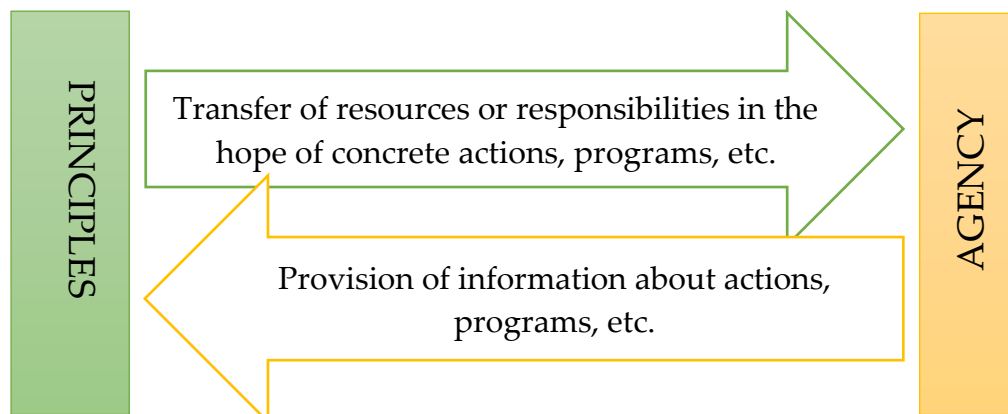 PRINCIPLES
Transfer of resources or responsibilities in the
hope of concrete actions, programs, etc.
Provision of information about actions,
programs, etc.
AGENCY